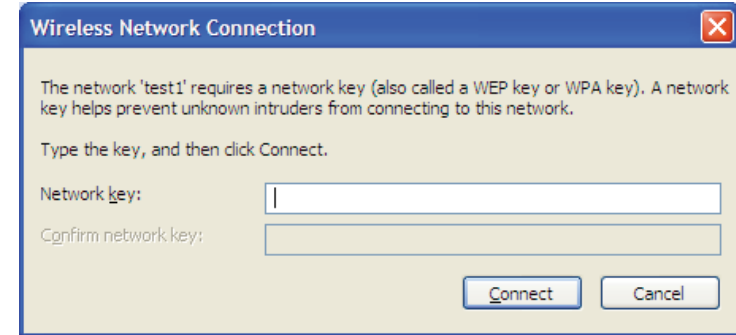 Wireless Network Connection
The network 'test1' requires a network key (also called a WEP key or WPA key). A network
key helps prevent unknown intruders from connecting to this network.
Type the key, and then click Connect.
Network key:
Confirm network key:
Connect Cancel